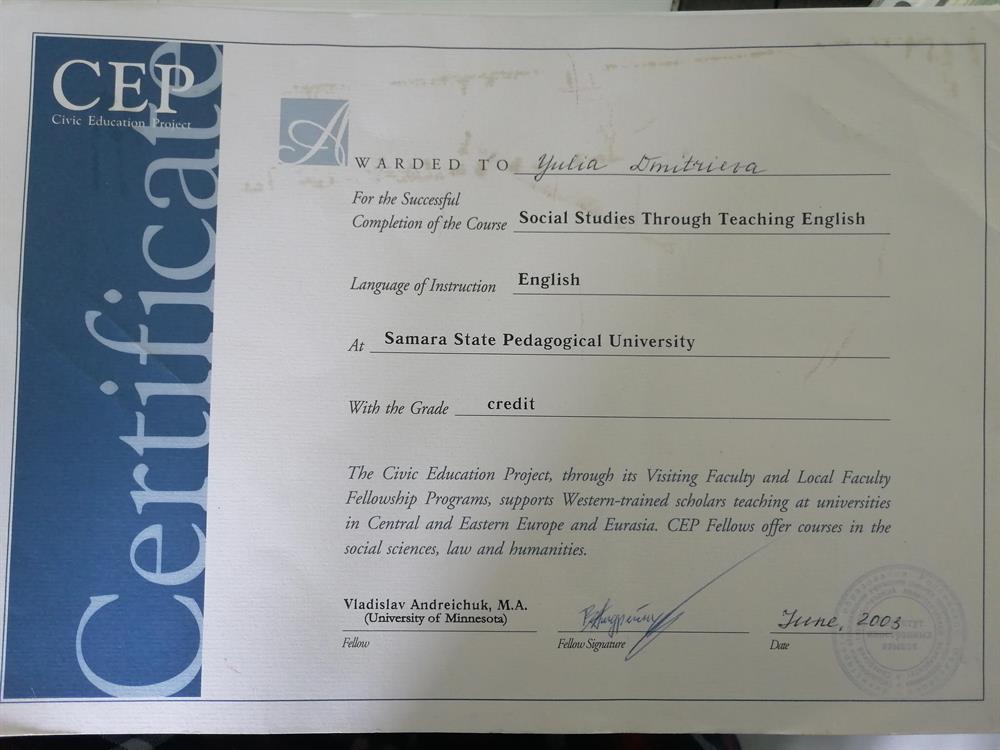 CEP
Civic Education Project
Certificate
AWARDED TO Yulia Dmitrieva
For the Successful
Completion of the Course Social Studies Through Teaching English
Language of Instruction English
At Samara State Pedagogical University
With the Grade credit
The Civic Education Project, through its Visiting Faculty and Local Faculty
Fellowship Programs, supports Western-trained scholars teaching at universities
in Central and Eastern Europe and Eurasia. CEP Fellows offer courses in the
social sciences, law and humanities.
Vladislav Andreichuk, M.A.
(University of Minnesota)
June, 2003
Fellow
Fellow Signature
Date